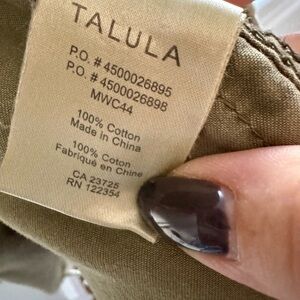 TALULA
P.O. # 4500026895
P.O. # 4500026898
MWC44
100% Cotton
Made in China
100% Coton
Fabriqué en Chine
CA 23725
RN 122354